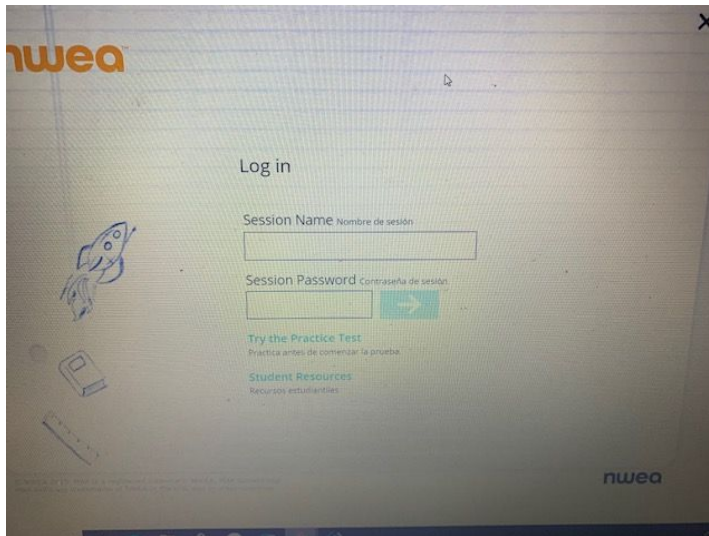 nwea
Log in
Session Name Nombre de sesión
Session Password Contraseña de sesión
Try the Practice Test
Practica antes de comenzar la prueba.
Student Resources
Recursos estudiantiles
nwea